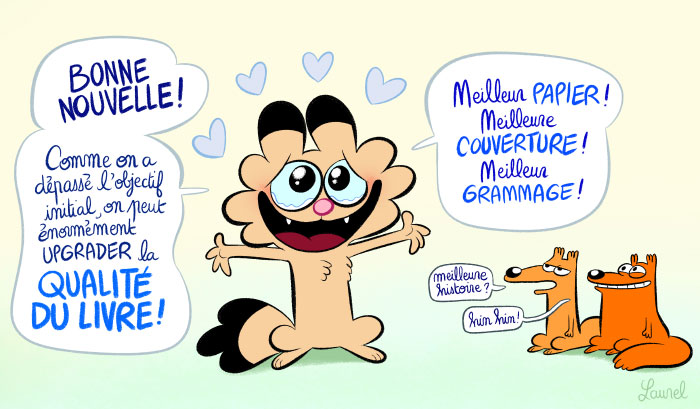 BONNE
NOUVELLE!
Comme on a
dépassé l'objectif
initial, on peut
énormément
UPGRADER la
QUALITÉ
DU LIVRE!
Meilleur PAPIER!
Meilleure
COUVERTURE!
Meilleur
GRAMMAGE!
meilleure
histoire?
hin hin!
Laurel